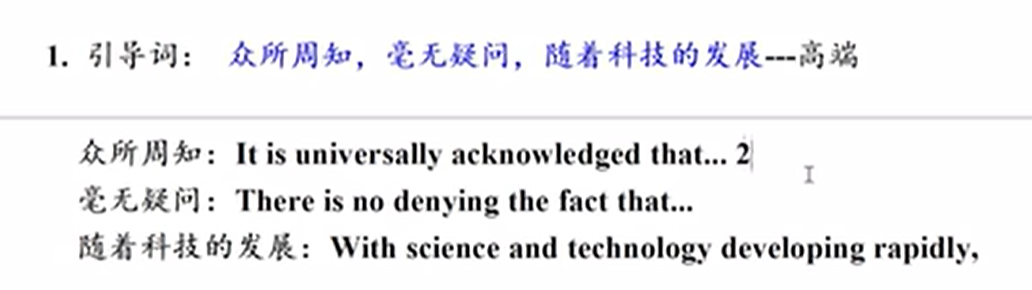 1. 引导词： 众所周知，毫无疑问，随着科技的发展---高端
众所周知：It is universally acknowledged that... 2
毫无疑问：There is no denying the fact that...
随着科技的发展：With science and technology developing rapidly,